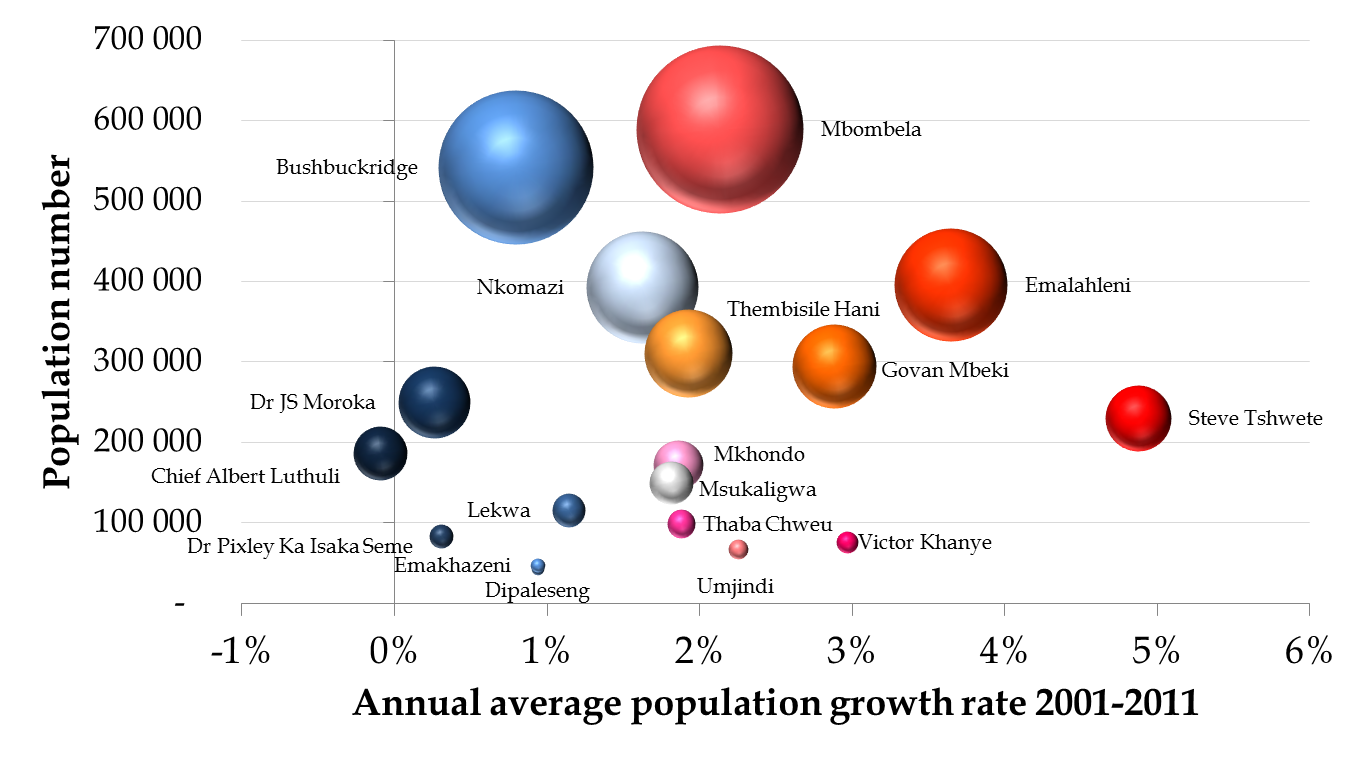 700 000
600 000
500 000
400 000
300 000
200 000
100 000
-
Population number
Mbombela
Bushbuckridge
Nkomazi
Emalahleni
Thembisile Hani
Govan Mbeki
Dr JS Moroka
Steve Tshwete
Chief Albert Luthuli
Mkhondo
Msukaligwa
Lekwa
Thaba Chweu
Dr Pixley Ka Isaka Seme
Victor Khanye
Emakhazeni
Dipaleseng
Umjindi
-1% 0% 1% 2% 3% 4% 5% 6%
Annual average population growth rate 2001-2011